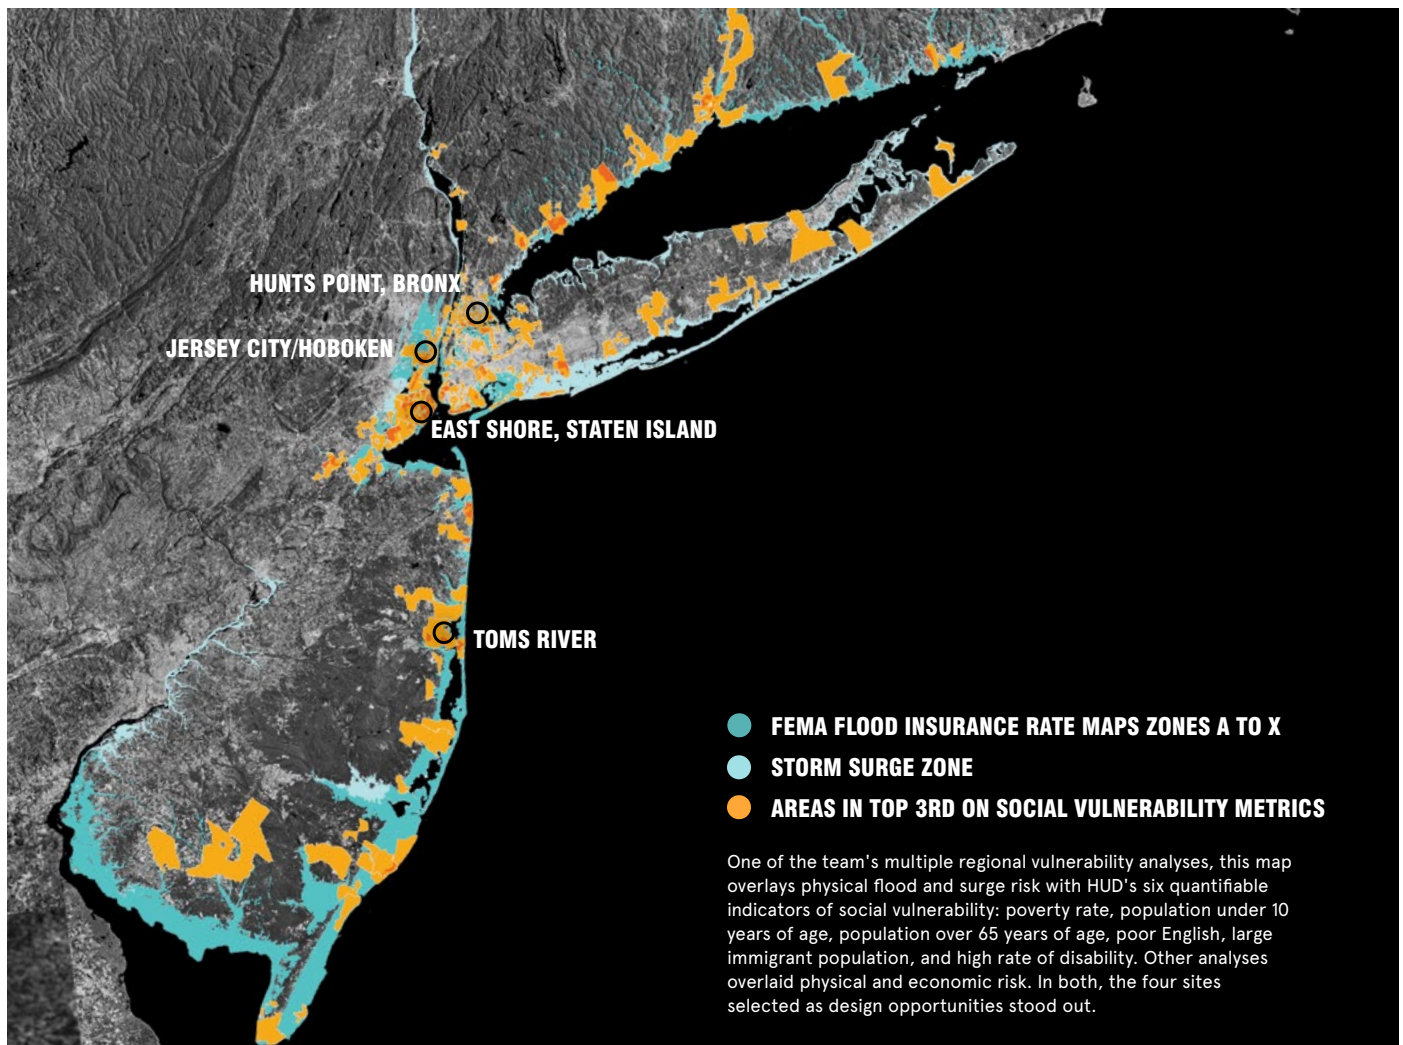 HUNTS POINT, BRONX
JERSEY CITY/HOBOKEN
EAST SHORE, STATEN ISLAND
TOMS RIVER
FEMA FLOOD INSURANCE RATE MAPS ZONES A TO X
STORM SURGE ZONE
AREAS IN TOP 3RD ON SOCIAL VULNERABILITY METRICS
One of the team's multiple regional vulnerability analyses, this map
overlays physical flood and surge risk with HUD's six quantifiable
indicators of social vulnerability: poverty rate, population under 10
years of age, population over 65 years of age, poor English, large
immigrant population, and high rate of disability. Other analyses
overlaid physical and economic risk. In both, the four sites
selected as design opportunities stood out.